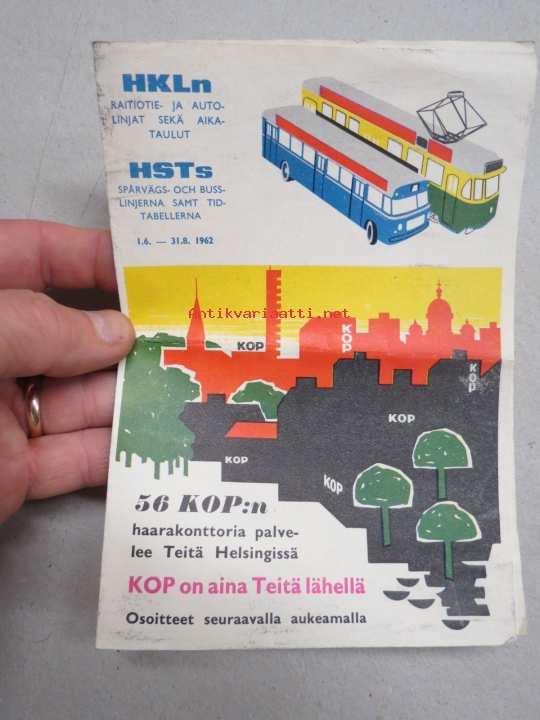 HKLn
RAITIOTIE- JA AUTO-
LINJAT SEKÄ AIKA-
TAULUT
HSTs
SPÅRVÄGS- OCH BUSS-
LINJERNA SAMT TID-
TABELLERNA
1.6. — 31.8. 1962
antikvariaatti.net
KOP
KOP
KOP
KOP
KOP
KOP
56 KOP:n
haarakonttoria palve-
lee Teitä Helsingissä
KOP on aina Teitä lähellä
Osoitteet seuraavalla aukeamalla